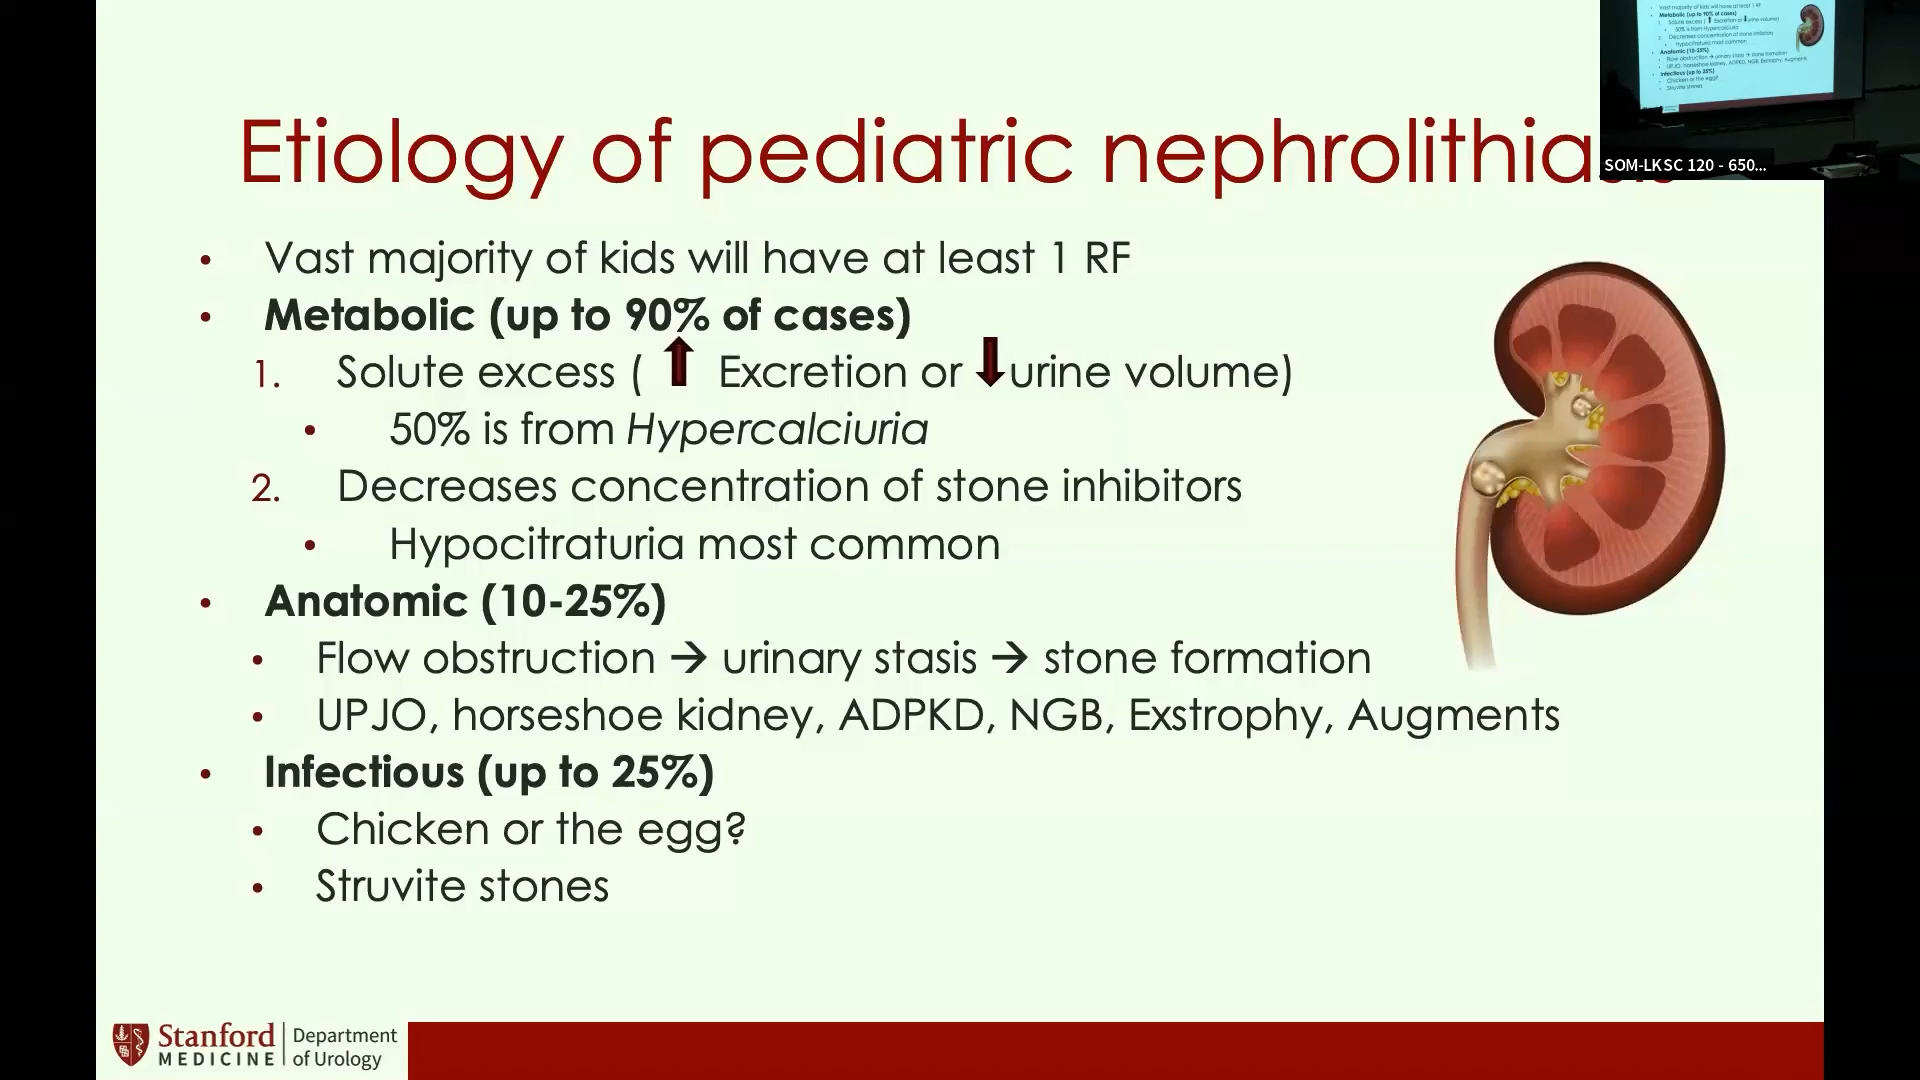 Etiology of pediatric nephrolithia
SOM-LKSC 120 - 650...
• Vast majority of kids will have at least 1 RF
• Metabolic (up to 90% of cases)
1. Solute excess ( ⬆ Excretion or ⬇urine volume)
• 50% is from Hypercalciuria
2. Decreases concentration of stone inhibitors
• Hypocitraturia most common
• Anatomic (10-25%)
• Flow obstruction → urinary stasis → stone formation
• UPJO, horseshoe kidney, ADPKD, NGB, Exstrophy, Augments
• Infectious (up to 25%)
• Chicken or the egg?
• Struvite stones
Stanford
MEDICINE
Department
of Urology